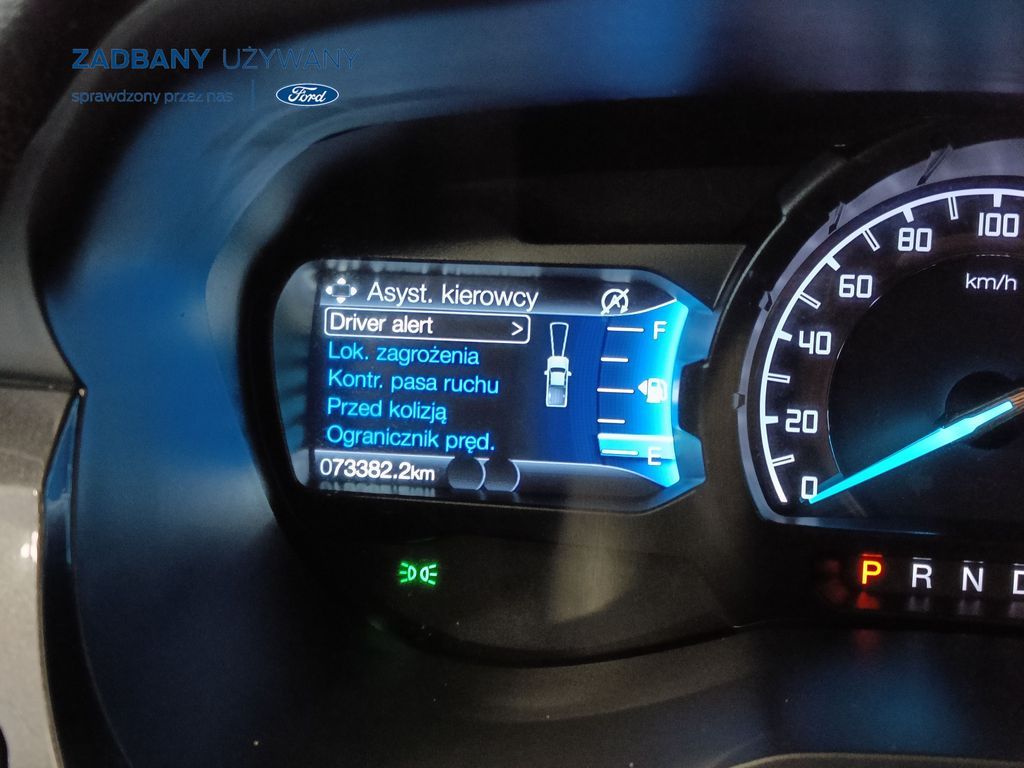 ZADBANY UŻYWANY
sprawdzony przez nas
Ford
Asyst. kierowcy
Driver alert >
Lok. zagrożenia
Kontr. pasa ruchu
Przed kolizją
Ogranicznik pręd.
073382.2km
F
E
100
80
60
40
20
0
km/h
P R N D